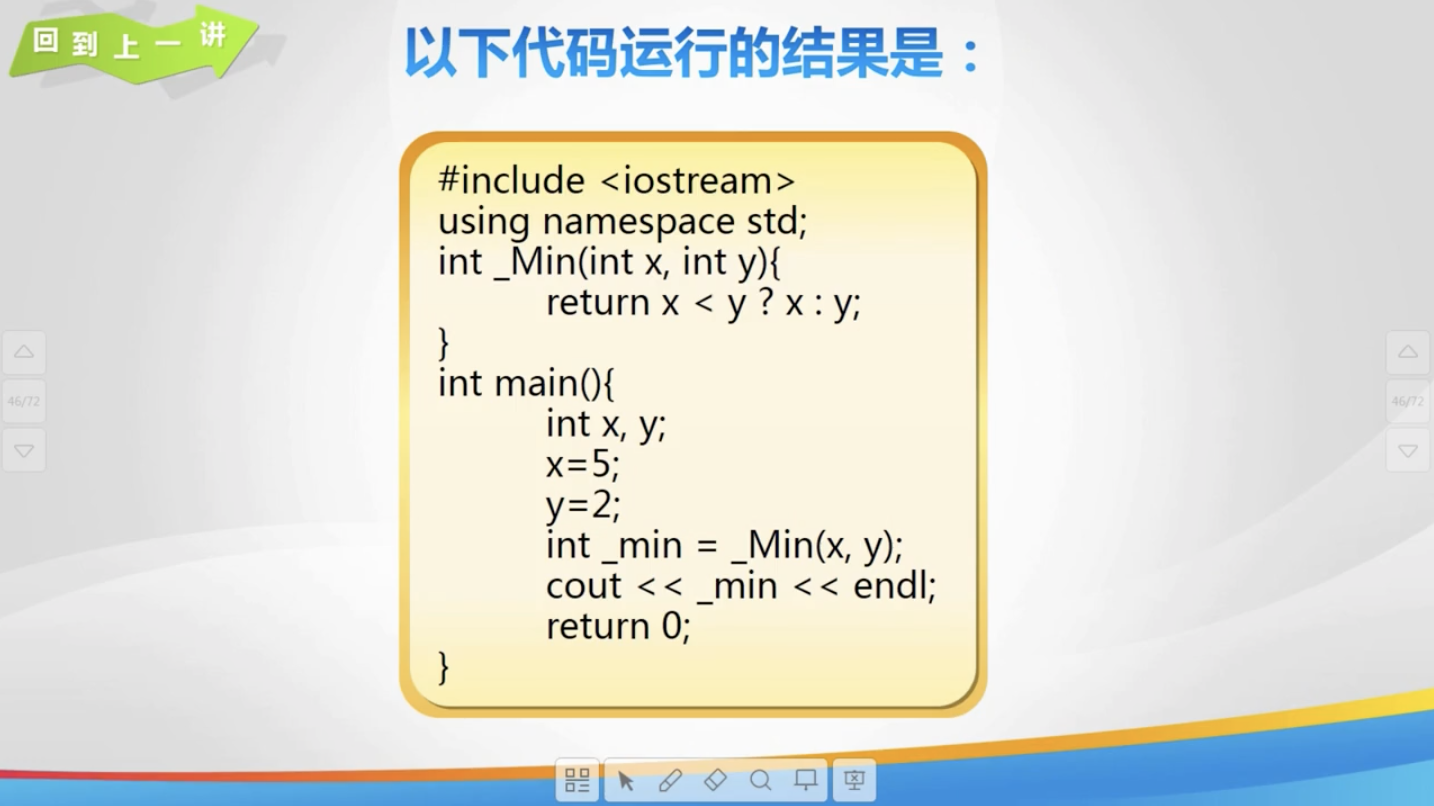 回到上一讲
以下代码运行的结果是：
#include <iostream>
using namespace std;
int _Min(int x, int y){
return x < y ? x : y;
}
int main(){
int x, y;
x=5;
y=2;
int _min = _Min(x, y);
cout << _min << endl;
return 0;
}
46/72
46/72